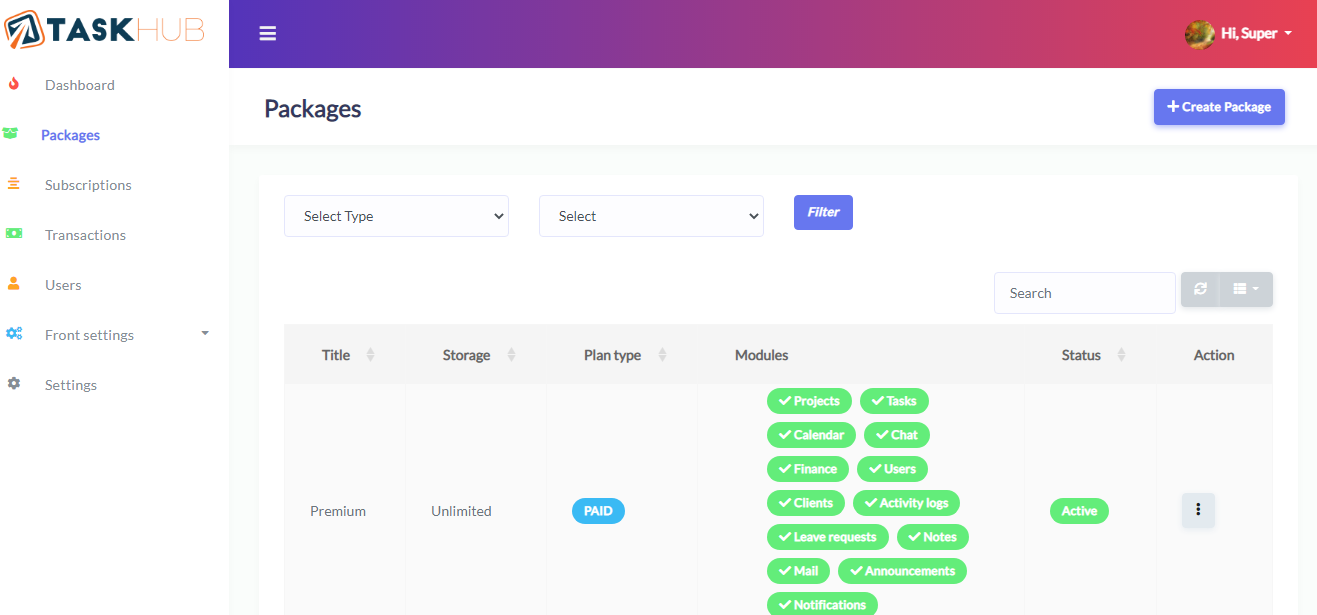 TASKHUB
Hi, Super
Dashboard
Packages
Subscriptions
Transactions
Users
Front settings
Settings
Packages
Create Package
Select Type
Select
Filter
Search
Title Storage Plan type Modules Status Action
Premium Unlimited PAID
Projects Tasks
Calendar Chat
Finance Users
Clients Activity logs
Leave requests Notes
Mail Announcements
Notifications
Active